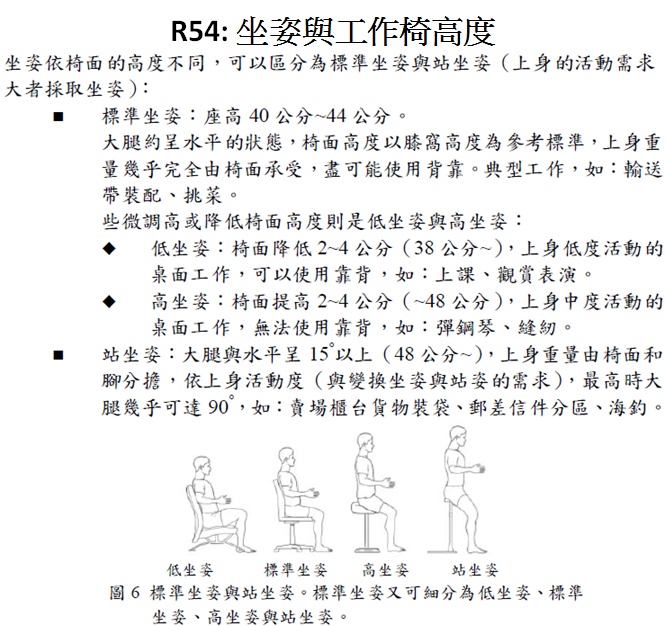 R54: 坐姿與工作椅高度
坐姿依椅面的高度不同，可以區分為標準坐姿與站坐姿（上身的活動需求
大者採取坐姿）：
■ 標準坐姿：座高 40 公分~44 公分。
大腿約呈水平的狀態，椅面高度以膝窩高度為參考標準，上身重
量幾乎完全由椅面承受，盡可能使用背靠。典型工作，如：輸送
帶裝配、挑菜。
些微調高或降低椅面高度則是低坐姿與高坐姿：
◆ 低坐姿：椅面降低 2~4 公分（38 公分~），上身低度活動的
桌面工作，可以使用靠背，如：上課、觀賞表演。
◆ 高坐姿：椅面提高 2~4 公分（~48 公分），上身中度活動的
桌面工作，無法使用靠背，如：彈鋼琴、縫紉。
■ 站坐姿：大腿與水平呈 15°以上（48 公分~），上身重量由椅面和
腳分擔，依上身活動度（與變換坐姿與站姿的需求），最高時大
腿幾乎可達 90°，如：賣場櫃台貨物裝袋、郵差信件分區、海釣。
低坐姿 標準坐姿 高坐姿 站坐姿
圖 6 標準坐姿與站坐姿。標準坐姿又可細分為低坐姿、標準
坐姿、高坐姿與站坐姿。